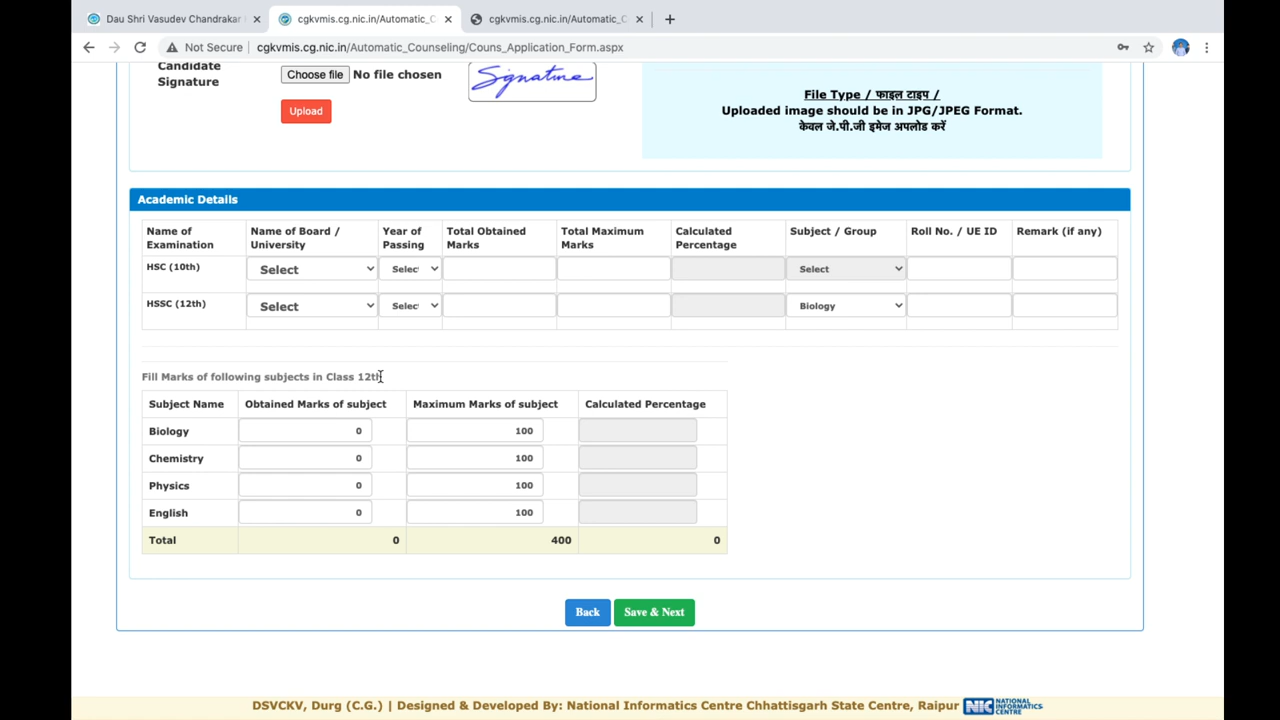 Dau Shri Vasudev Chandrakar
cgkvmis.cg.nic.in/Automatic_C
cgkvmis.cg.nic.in/Automatic_C
Not Secure
cgkvmis.cg.nic.in/Automatic_Counseling/Couns_Application_Form.aspx
Candidate
Signature
Choose file No file chosen
Signature
Upload
File Type / फाइल टाइप /
Uploaded image should be in JPG/JPEG Format.
केवल जे.पी.जी इमेज अपलोड करें
Academic Details
Name of Examination Name of Board / University Year of Passing Total Obtained Marks Total Maximum Marks Calculated Percentage Subject / Group Roll No. / UE ID Remark (if any)
HSC (10th) Select Selec Select
HSSC (12th) Select Selec Biology
Fill Marks of following subjects in Class 12th
Subject Name Obtained Marks of subject Maximum Marks of subject Calculated Percentage
Biology 0 100
Chemistry 0 100
Physics 0 100
English 0 100
Total 0 400 0
Back Save & Next
DSVCKV, Durg (C.G.) | Designed & Developed By: National Informatics Centre Chhattisgarh State Centre, Raipur NIC NATIONAL INFORMATICS CENTRE